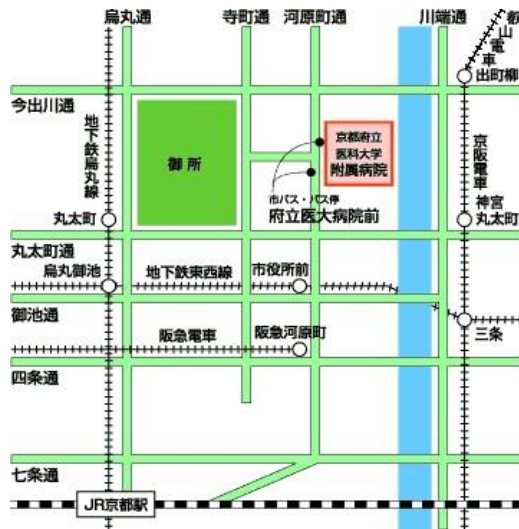 烏丸通
寺町通
河原町通
川端通
叡山電車
出町柳
今出川通
地下鉄烏丸線
御所
京都府立
医科大学
附属病院
京阪電車
市バス・バス停
府立医大病院前
神宮
丸太町
丸太町
丸太町通
烏丸御池
地下鉄東西線
市役所前
御池通
阪急電車
阪急河原町
三条
四条通
七条通
JR京都駅